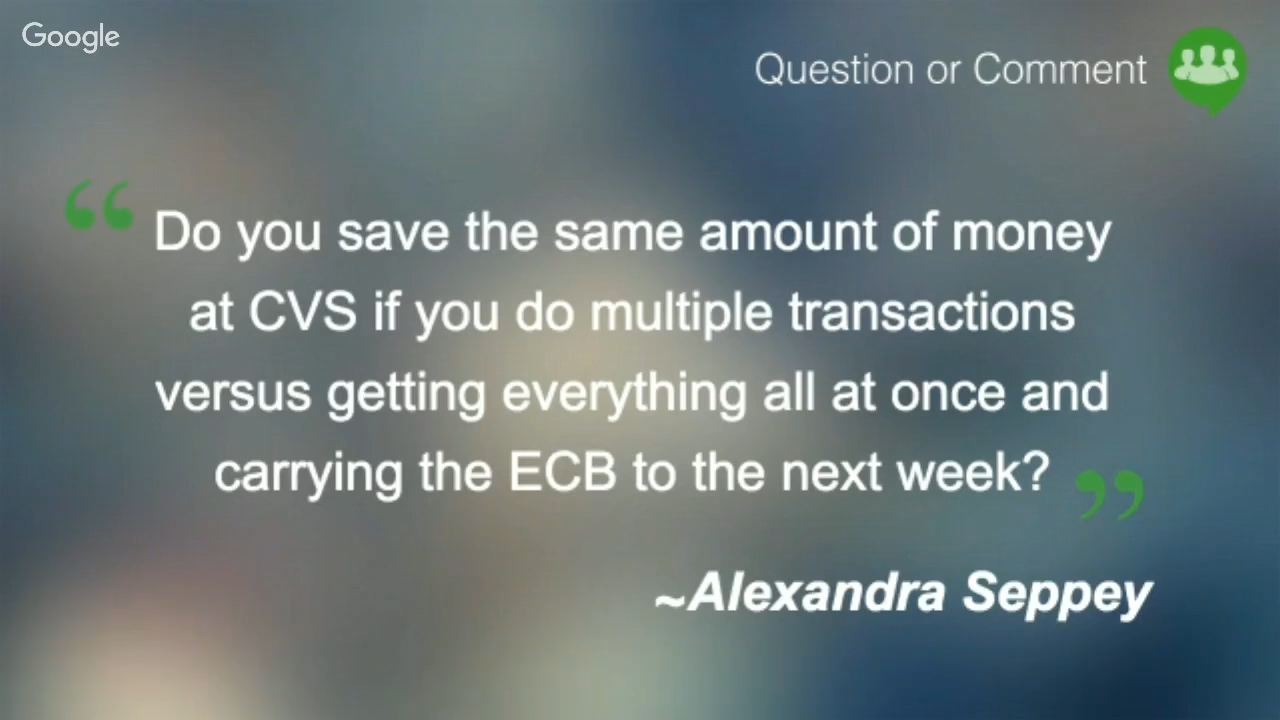 Google
Question or Comment
“ Do you save the same amount of money
at CVS if you do multiple transactions
versus getting everything all at once and
carrying the ECB to the next week? ”
~Alexandra Seppey